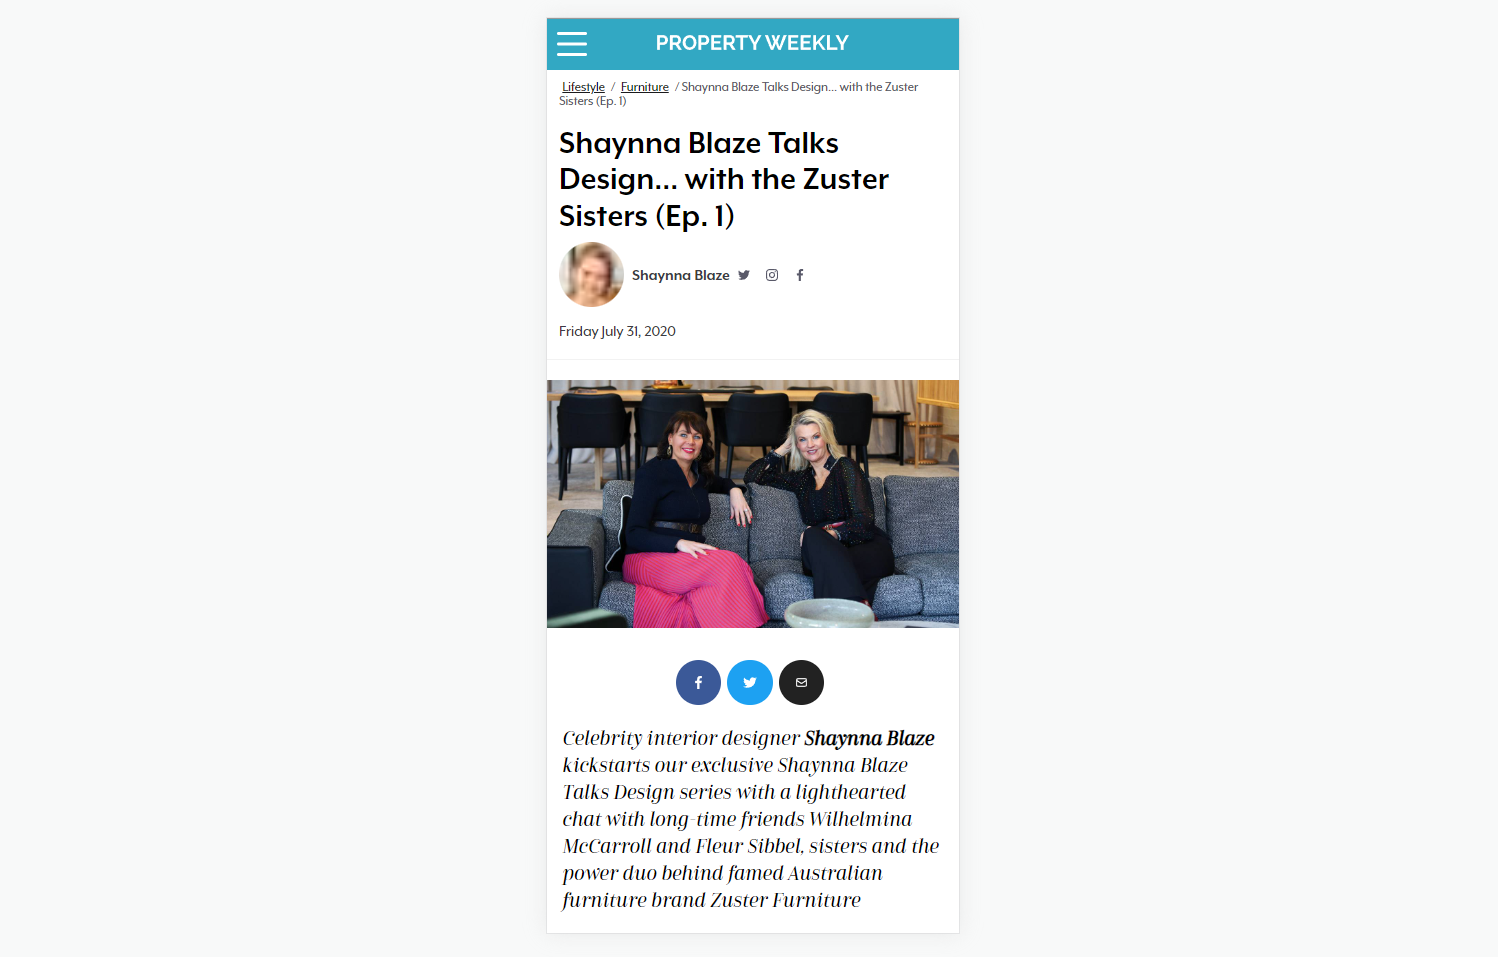 PROPERTY WEEKLY
Lifestyle / Furniture / Shaynna Blaze Talks Design... with the Zuster
Sisters (Ep. 1)
Shaynna Blaze Talks
Design... with the Zuster
Sisters (Ep. 1)
Shaynna Blaze
Friday July 31, 2020
Celebrity interior designer Shaynna Blaze
kickstarts our exclusive Shaynna Blaze
Talks Design series with a lighthearted
chat with long-time friends Wilhelmina
McCarroll and Fleur Sibbel, sisters and the
power duo behind famed Australian
furniture brand Zuster Furniture